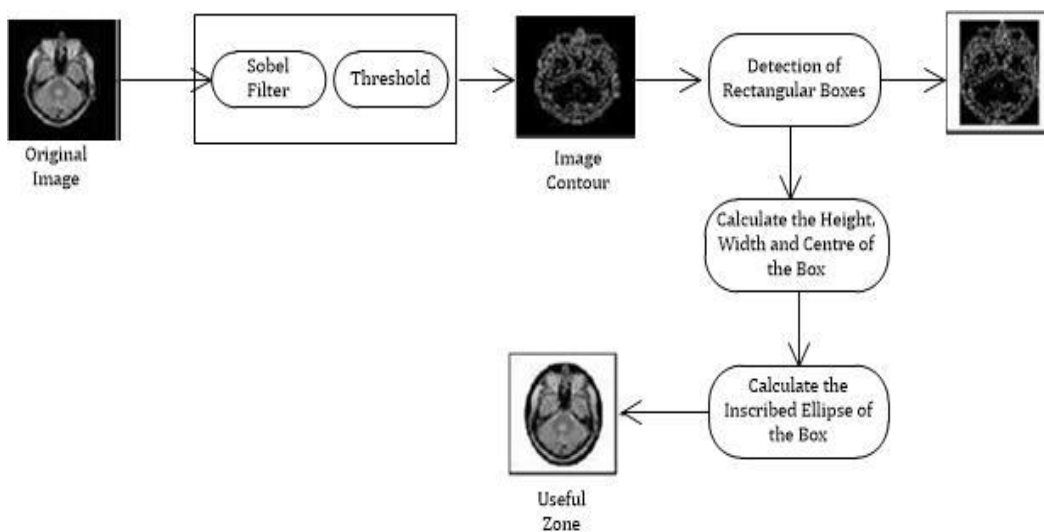 Original
Image
Sobel
Filter
Threshold
Image
Contour
Detection of
Rectangular Boxes
Calculate the Height,
Width and Centre of
the Box
Calculate the
Inscribed Ellipse of
the Box
Useful
Zone